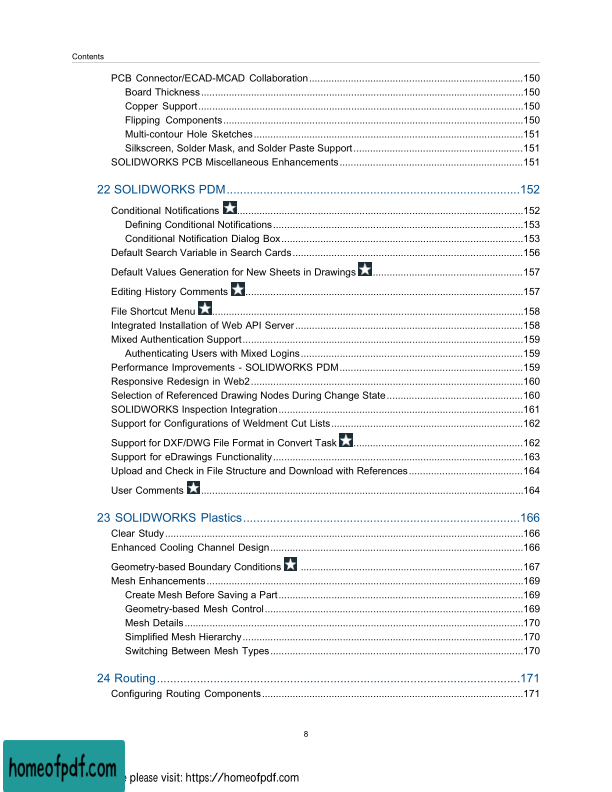 Contents
PCB Connector/ECAD-MCAD Collaboration.....150
Board Thickness.....150
Copper Support.....150
Flipping Components.....150
Multi-contour Hole Sketches.....151
Silkscreen, Solder Mask, and Solder Paste Support.....151
SOLIDWORKS PCB Miscellaneous Enhancements.....151
22 SOLIDWORKS PDM.....152
Conditional Notifications.....152
Defining Conditional Notifications.....153
Conditional Notification Dialog Box.....153
Default Search Variable in Search Cards.....156
Default Values Generation for New Sheets in Drawings.....157
Editing History Comments.....157
File Shortcut Menu.....158
Integrated Installation of Web API Server.....158
Mixed Authentication Support.....159
Authenticating Users with Mixed Logins.....159
Performance Improvements - SOLIDWORKS PDM.....159
Responsive Redesign in Web2.....160
Selection of Referenced Drawing Nodes During Change State.....160
SOLIDWORKS Inspection Integration.....161
Support for Configurations of Weldment Cut Lists.....162
Support for DXF/DWG File Format in Convert Task.....162
Support for eDrawings Functionality.....163
Upload and Check in File Structure and Download with References.....164
User Comments.....164
23 SOLIDWORKS Plastics.....166
Clear Study.....166
Enhanced Cooling Channel Design.....166
Geometry-based Boundary Conditions.....167
Mesh Enhancements.....169
Create Mesh Before Saving a Part.....169
Geometry-based Mesh Control.....169
Mesh Details.....170
Simplified Mesh Hierarchy.....170
Switching Between Mesh Types.....170
24 Routing.....171
Configuring Routing Components.....171
8
homeofpdf.com
please visit: https://homeofpdf.com